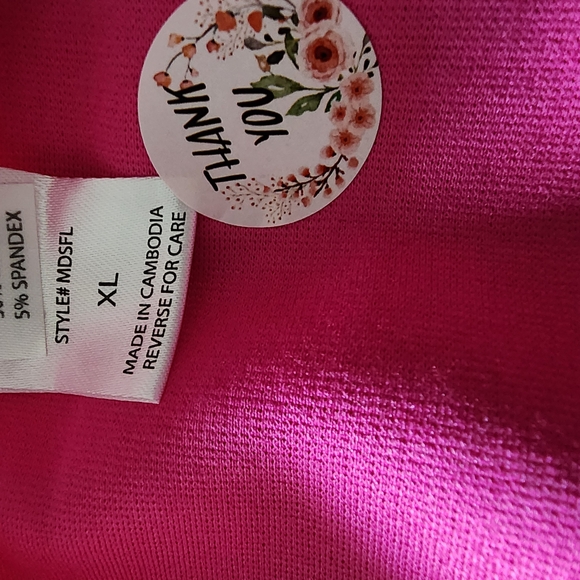 THANK
YOU
5% SPANDEX
STYLE# MDSFL
XL
MADE IN CAMBODIA
REVERSE FOR CARE